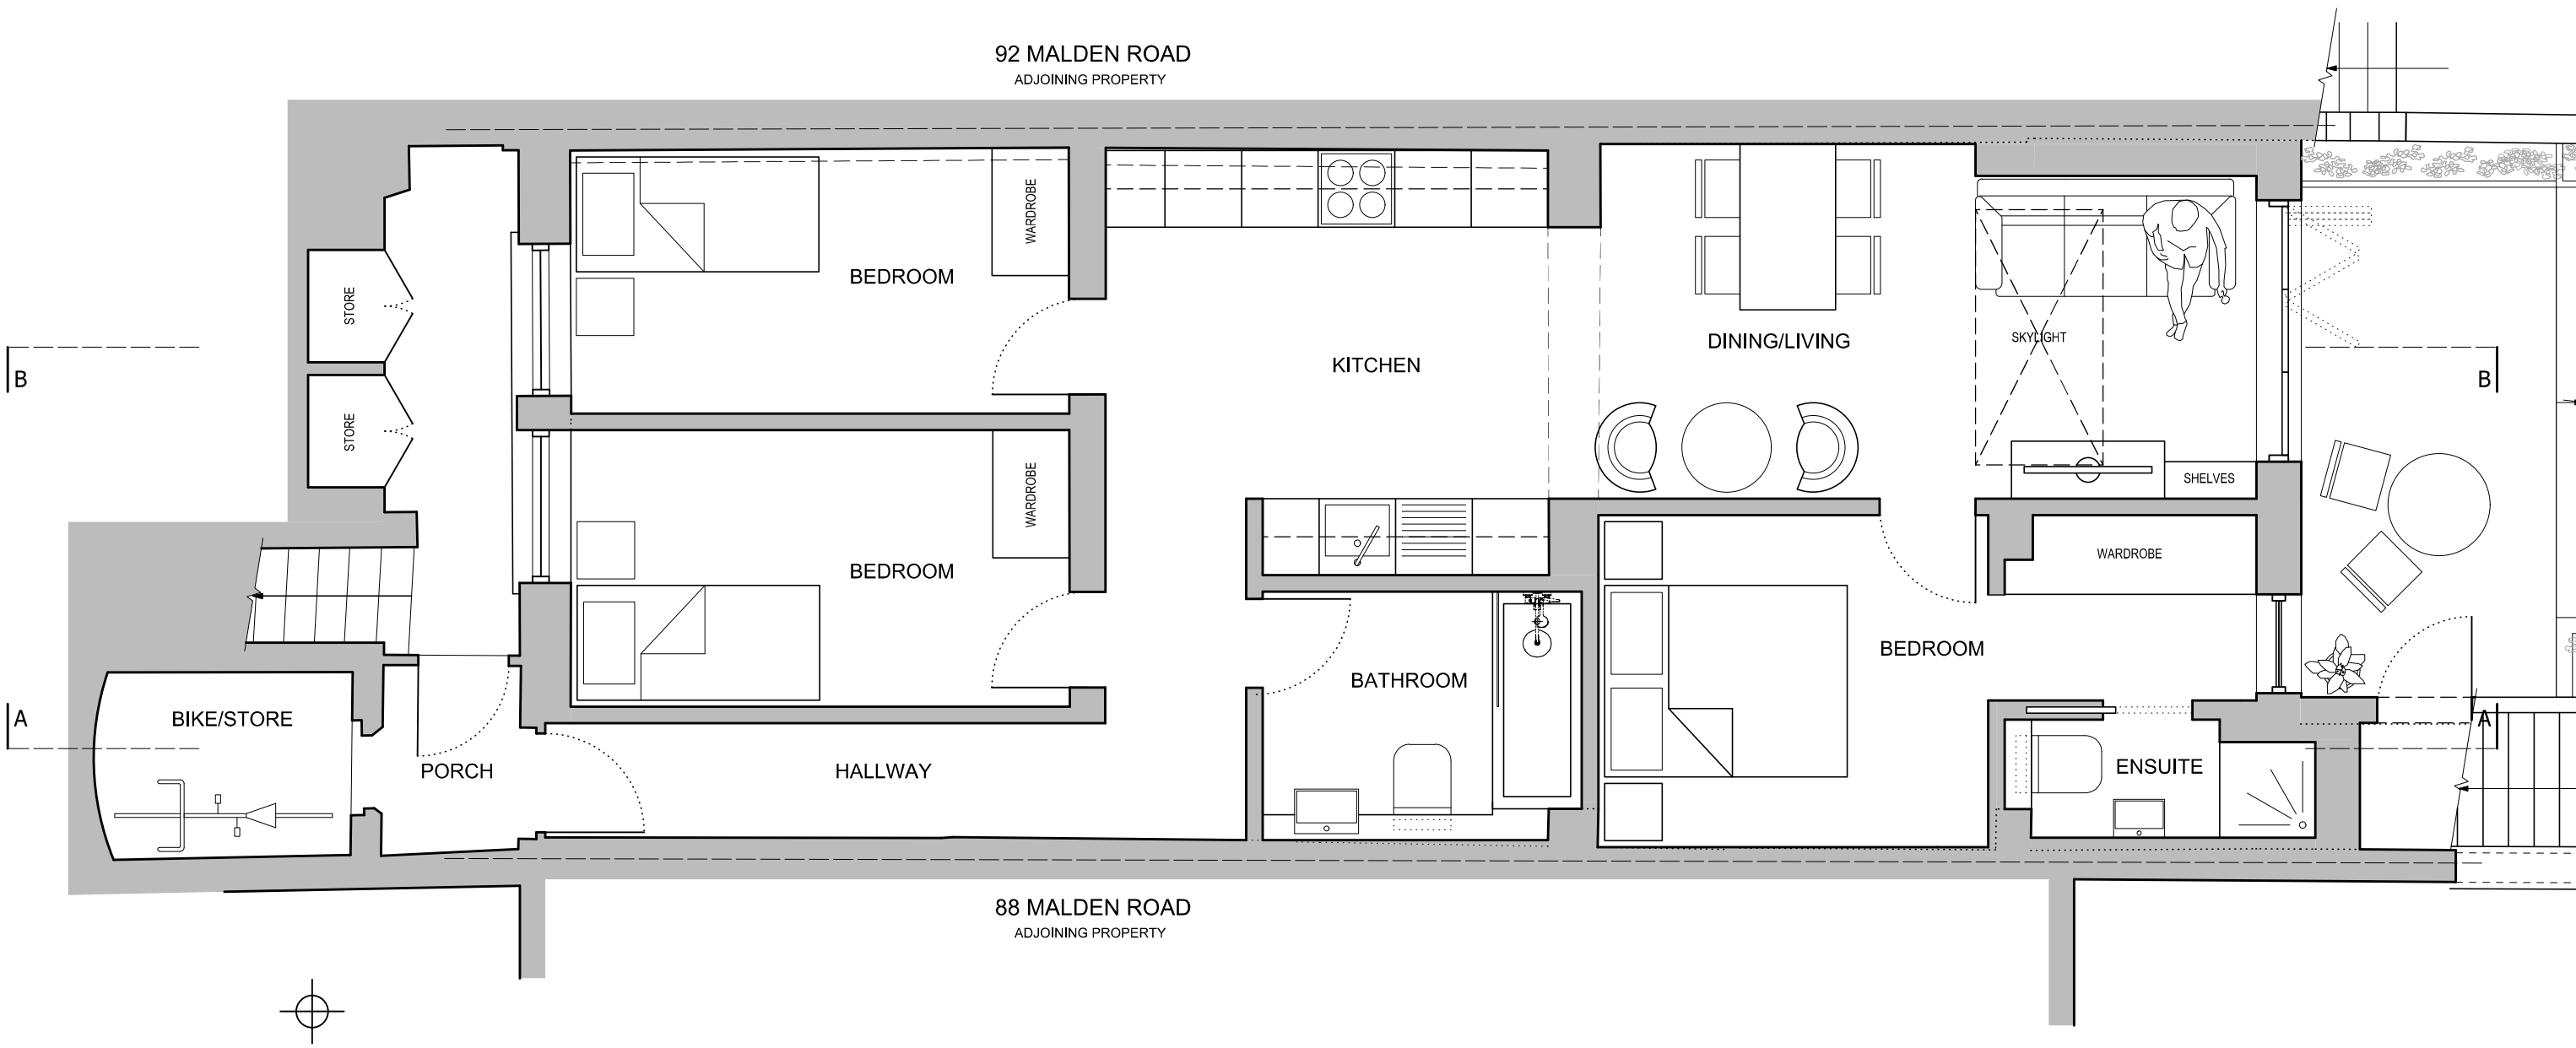 92 MALDEN ROAD
ADJOINING PROPERTY
WARDROBE
BEDROOM
STORE
DINING/LIVING
SKYLIGHT
KITCHEN
B
B
STORE
WARDROBE
SHELVES
WARDROBE
BEDROOM
BEDROOM
BATHROOM
A
BIKE/STORE
A
PORCH
HALLWAY
ENSUITE
88 MALDEN ROAD
ADJOINING PROPERTY